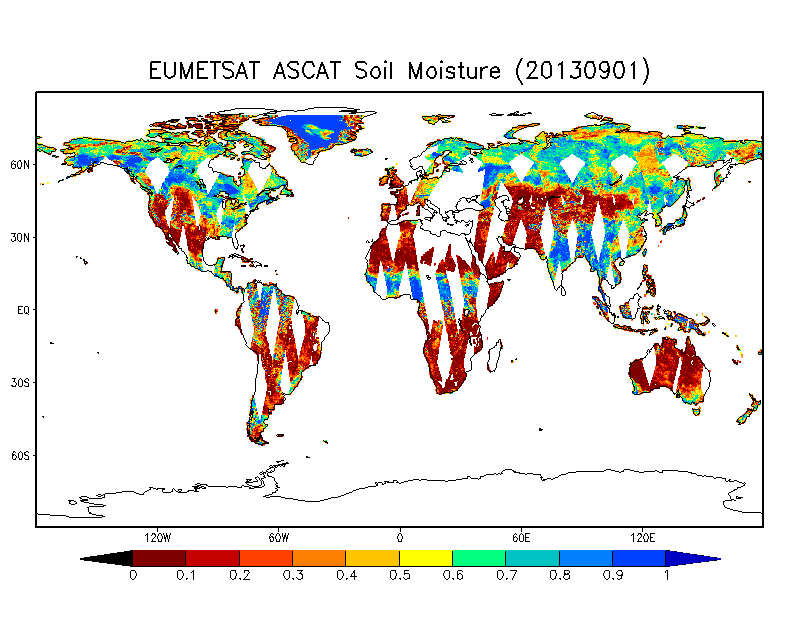 EUMETSAT ASCAT Soil Moisture (20130901)
60N
30N
EQ
30S
60S
120W 60W 0 60E 120E
0 0.1 0.2 0.3 0.4 0.5 0.6 0.7 0.8 0.9 1